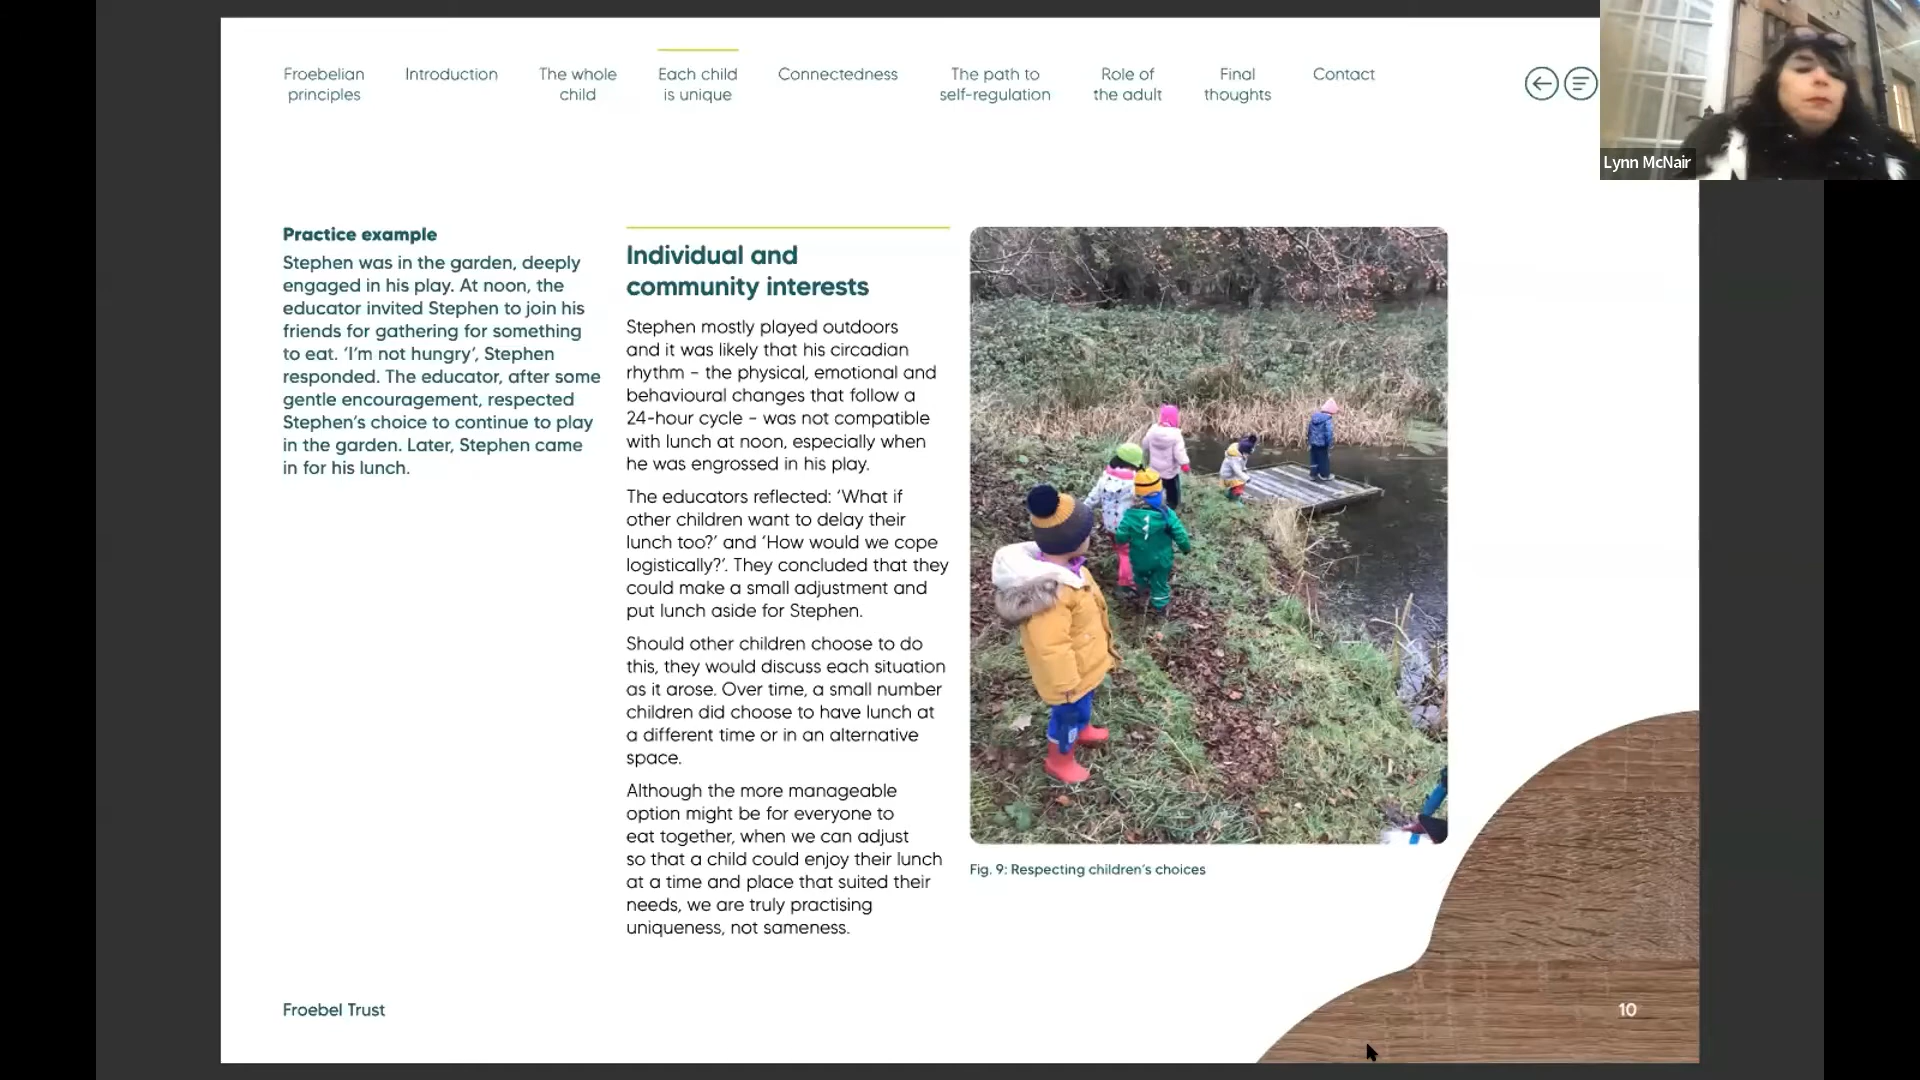 Froebelian
principles
Introduction
The whole
child
Each child
is unique
Connectedness
The path to
self-regulation
Role of
the adult
Final
thoughts
Contact
Lynn McNair
Practice example
Stephen was in the garden, deeply
engaged in his play. At noon, the
educator invited Stephen to join his
friends for gathering for something
to eat. ‘I’m not hungry’, Stephen
responded. The educator, after some
gentle encouragement, respected
Stephen’s choice to continue to play
in the garden. Later, Stephen came
in for his lunch.
Individual and
community interests
Stephen mostly played outdoors
and it was likely that his circadian
rhythm – the physical, emotional and
behavioural changes that follow a
24-hour cycle – was not compatible
with lunch at noon, especially when
he was engrossed in his play.
The educators reflected: ‘What if
other children want to delay their
lunch too?’ and ‘How would we cope
logistically?’. They concluded that they
could make a small adjustment and
put lunch aside for Stephen.
Should other children choose to do
this, they would discuss each situation
as it arose. Over time, a small number
children did choose to have lunch at
a different time or in an alternative
space.
Although the more manageable
option might be for everyone to
eat together, when we can adjust
so that a child could enjoy their lunch
at a time and place that suited their
needs, we are truly practising
uniqueness, not sameness.
Fig. 9: Respecting children’s choices
Froebel Trust
10